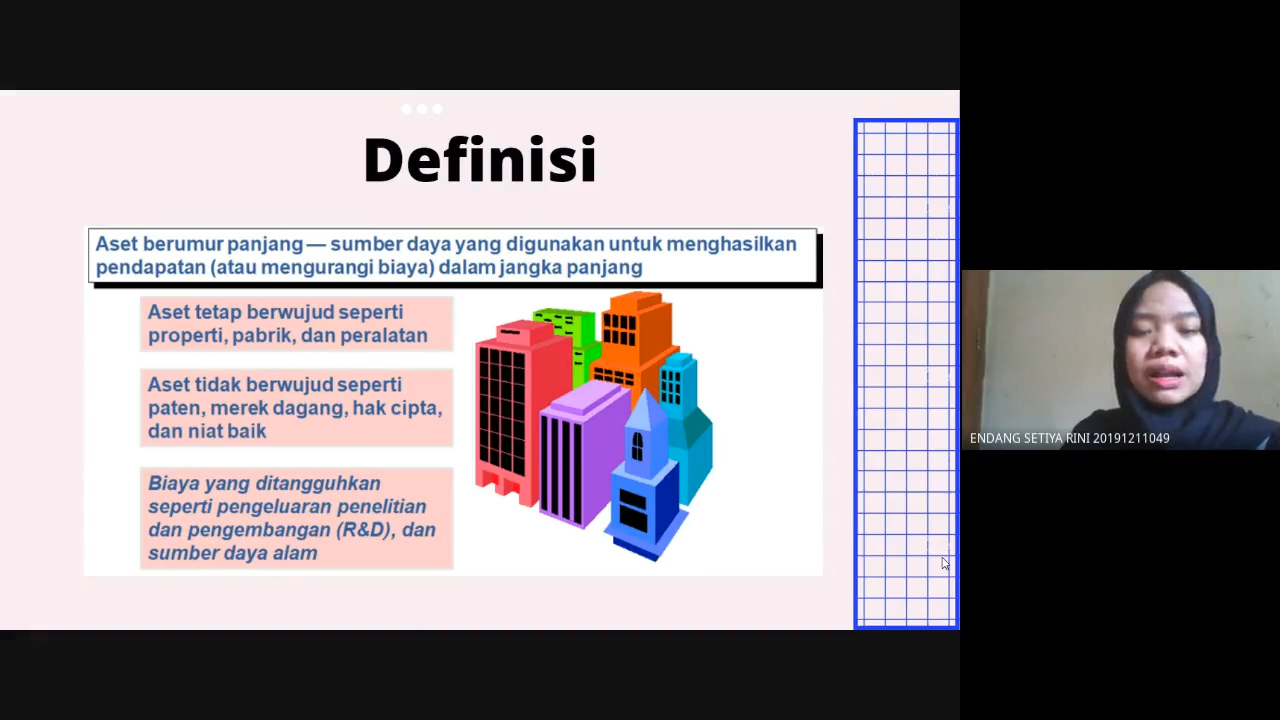 Definisi
Aset berumur panjang — sumber daya yang digunakan untuk menghasilkan
pendapatan (atau mengurangi biaya) dalam jangka panjang
Aset tetap berwujud seperti
properti, pabrik, dan peralatan
Aset tidak berwujud seperti
paten, merek dagang, hak cipta,
dan niat baik
Biaya yang ditangguhkan
seperti pengeluaran penelitian
dan pengembangan (R&D), dan
sumber daya alam
ENDANG SETIYA RINI 20191211049